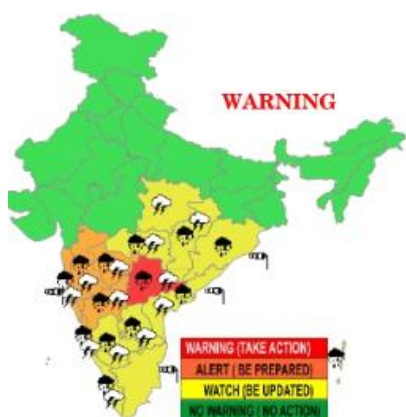 WARNING
WARNING (TAKE ACTION)
ALERT ( BE PREPARED)
WATCH (BE UPDATED)
NO WARNING ( NO ACTION)